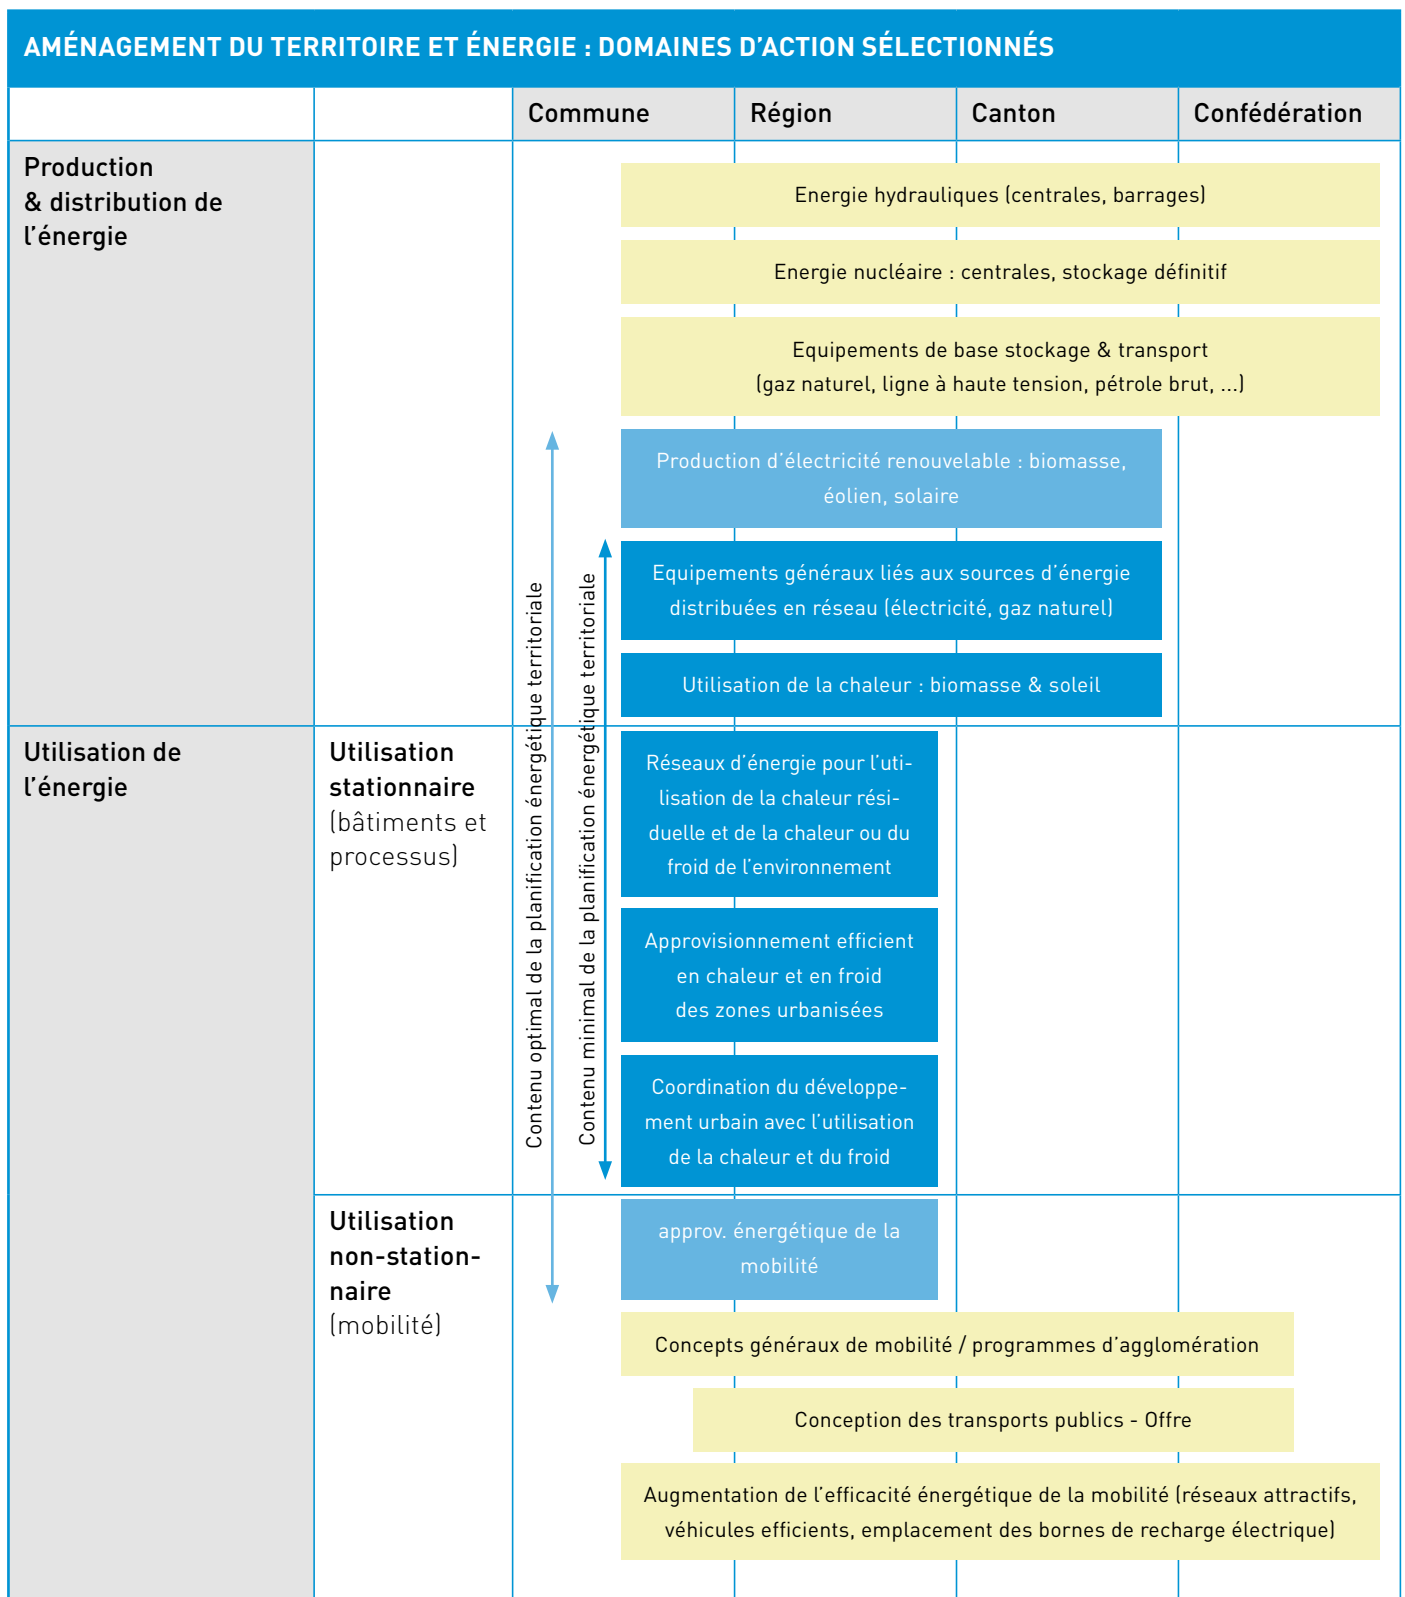 AMÉNAGEMENT DU TERRITOIRE ET ÉNERGIE : DOMAINES D'ACTION SÉLECTIONNÉS
Commune
Région
Canton
Confédération
Production
& distribution de
l'énergie
Energie hydrauliques (centrales, barrages)
Energie nucléaire : centrales, stockage définitif
Equipements de base stockage & transport
(gaz naturel, ligne à haute tension, pétrole brut, ...)
Production d'électricité renouvelable : biomasse,
éolien, solaire
Equipements généraux liés aux sources d'énergie
distribuées en réseau (électricité, gaz naturel)
Utilisation de la chaleur : biomasse & soleil
Contenu optimal de la planification énergétique territoriale
Contenu minimal de la planification énergétique territoriale
Utilisation de
l'énergie
Utilisation
stationnaire
(bâtiments et
processus)
Réseaux d'énergie pour l'uti-
lisation de la chaleur rési-
duelle et de la chaleur ou du
froid de l'environnement
Approvisionnement efficient
en chaleur et en froid
des zones urbanisées
Coordination du développe-
ment urbain avec l'utilisation
de la chaleur et du froid
Utilisation
non-station-
naire
(mobilité)
approv. énergétique de la
mobilité
Concepts généraux de mobilité / programmes d'agglomération
Conception des transports publics - Offre
Augmentation de l'efficacité énergétique de la mobilité (réseaux attractifs,
véhicules efficients, emplacement des bornes de recharge électrique)